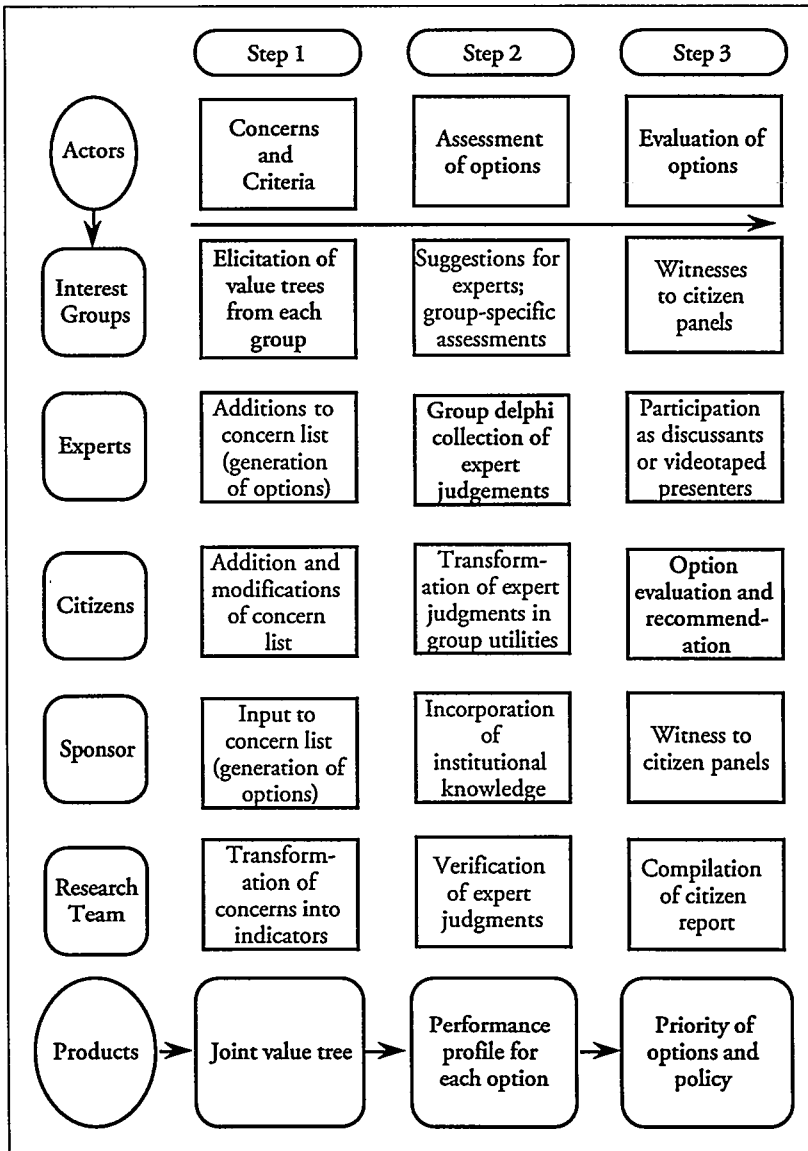 Step 1
Step 2
Step 3
Actors
Concerns
and
Criteria
Assessment
of options
Evaluation of
options
Interest
Groups
Elicitation of
value trees
from each
group
Suggestions for
experts;
group-specific
assessments
Witnesses
to citizen
panels
Experts
Additions to
concern list
(generation
of options)
Group delphi
collection of
expert
judgements
Participation
as discussants
or videotaped
presenters
Citizens
Addition and
modifications
of concern
list
Transform-
ation of expert
judgments in
group utilities
Option
evaluation and
recommend-
ation
Sponsor
Input to
concern list
(generation of
options)
Incorporation
of
institutional
knowledge
Witness to
citizen panels
Research
Team
Transform-
ation of
concerns into
indicators
Verification
of expert
judgments
Compilation
of citizen
report
Products
Joint value tree
Performance
profile for
each option
Priority of
options and
policy